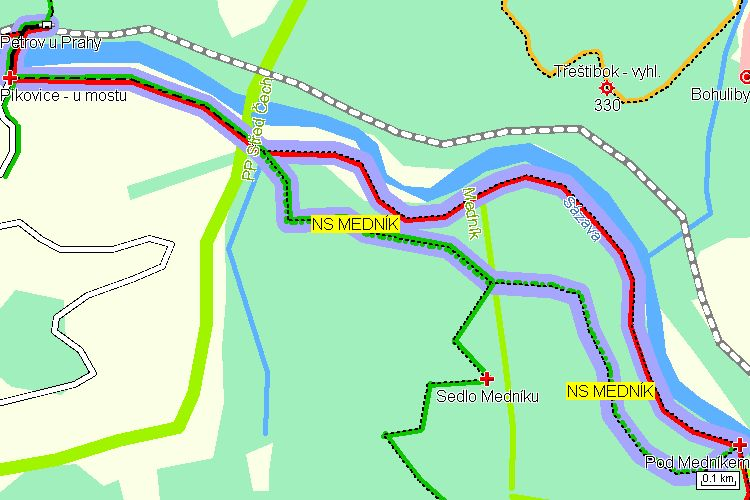 Petrov u Prahy
Pikovice - u mostu
PP Střed Čech
Třeštibok - vyhl.
330
Bohuliby
NS MEDNÍK
Medník
Sázava
Sedlo Medníku
NS MEDNÍK
Pod Medníkem
0.1 km